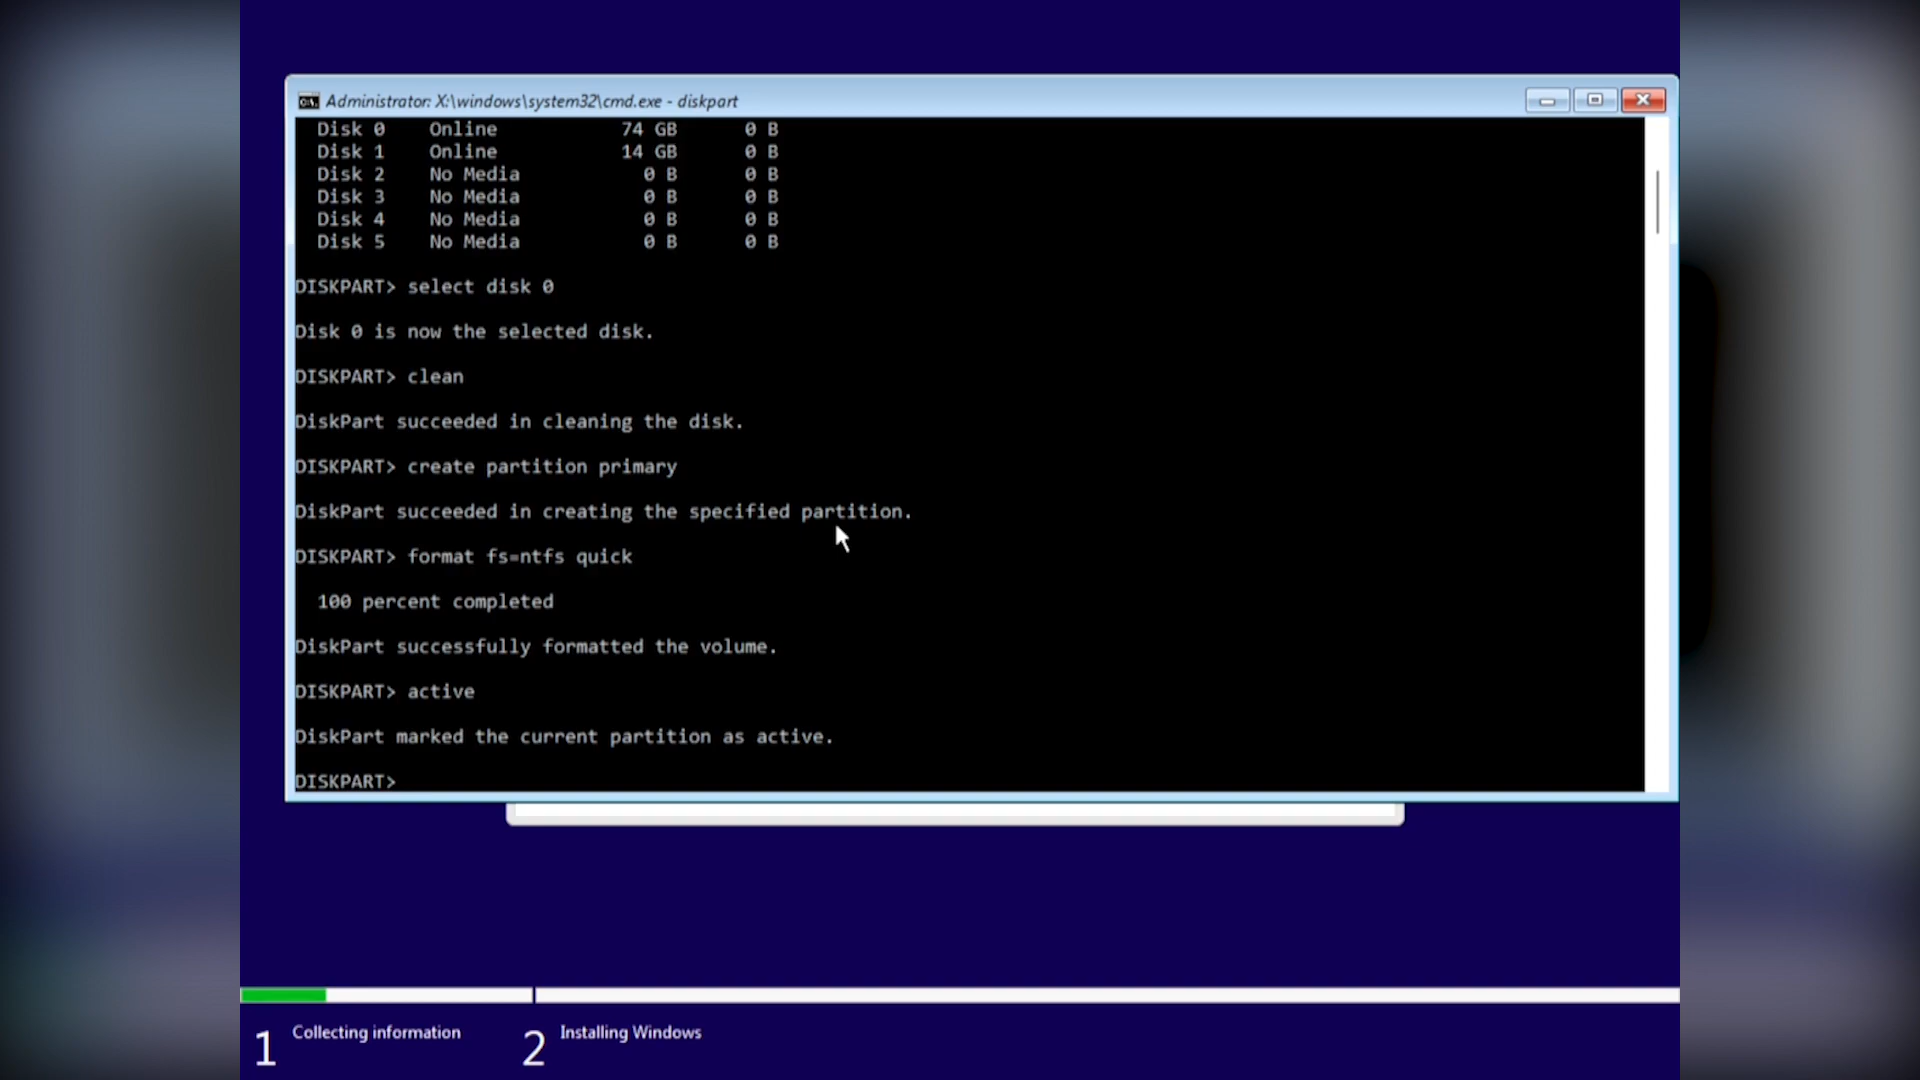 Administrator: X:\windows\system32\cmd.exe - diskpart
Disk 0 Online 74 GB 0 B
Disk 1 Online 14 GB 0 B
Disk 2 No Media 0 B 0 B
Disk 3 No Media 0 B 0 B
Disk 4 No Media 0 B 0 B
Disk 5 No Media 0 B 0 B
DISKPART> select disk 0
Disk 0 is now the selected disk.
DISKPART> clean
DiskPart succeeded in cleaning the disk.
DISKPART> create partition primary
DiskPart succeeded in creating the specified partition.
DISKPART> format fs=ntfs quick
100 percent completed
DiskPart successfully formatted the volume.
DISKPART> active
DiskPart marked the current partition as active.
DISKPART>
1 Collecting information 2 Installing Windows